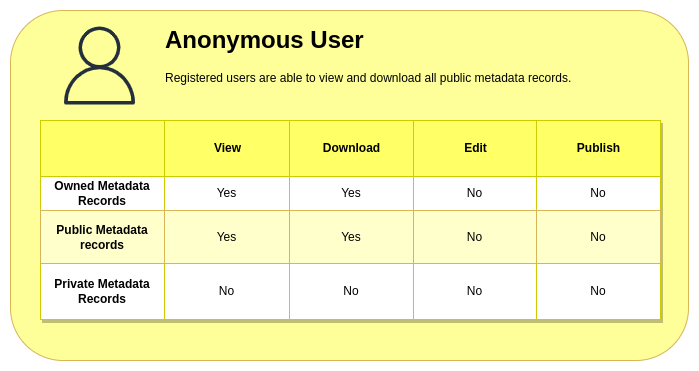 Anonymous User
Registered users are able to view and download all public metadata records.
View Download Edit Publish
Owned Metadata
Records
Yes Yes No No
Public Metadata
records
Yes Yes No No
Private Metadata
Records
No No No No